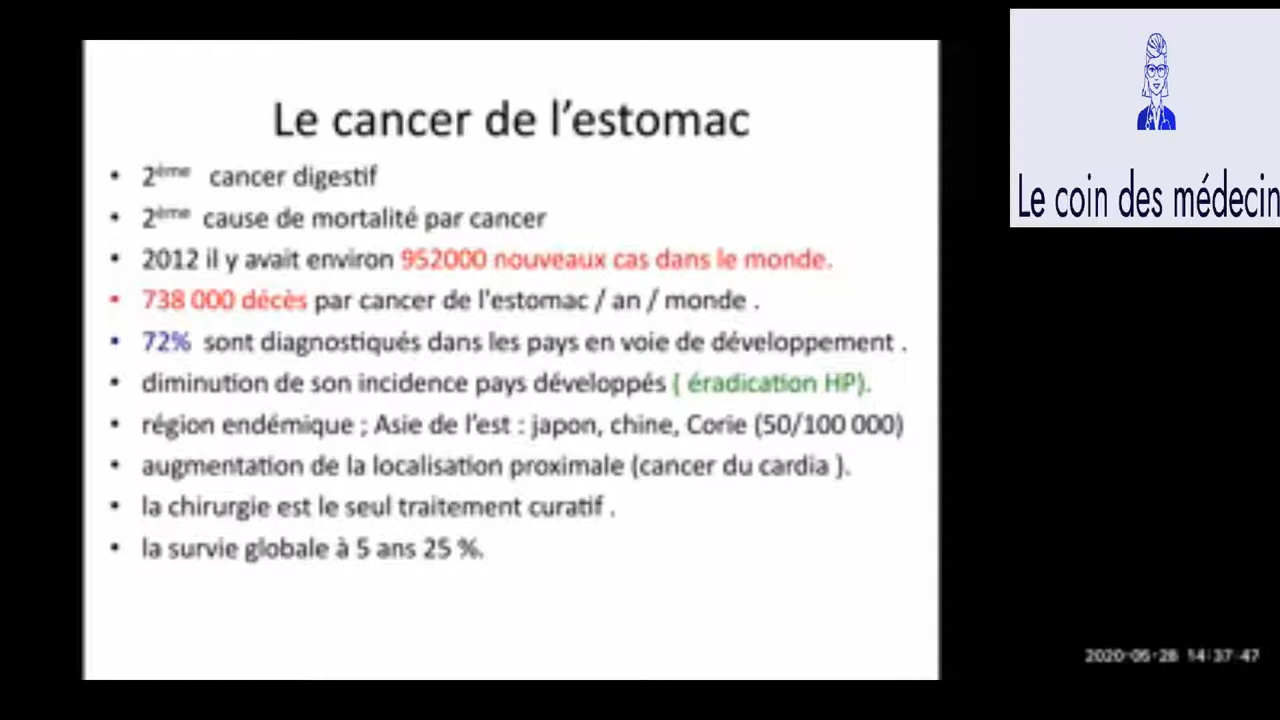 Le cancer de l'estomac
• 2ème cancer digestif
• 2ème cause de mortalité par cancer
• 2012 il y avait environ 952000 nouveaux cas dans le monde.
• 738 000 décès par cancer de l'estomac / an / monde .
• 72% sont diagnostiqués dans les pays en voie de développement .
• diminution de son incidence pays développés ( éradication HP).
• région endémique ; Asie de l'est : japon, chine, Corie (50/100 000)
• augmentation de la localisation proximale (cancer du cardia ).
• la chirurgie est le seul traitement curatif .
• la survie globale à 5 ans 25 %.
Le coin des médecin
2020-05-28 14:37:47